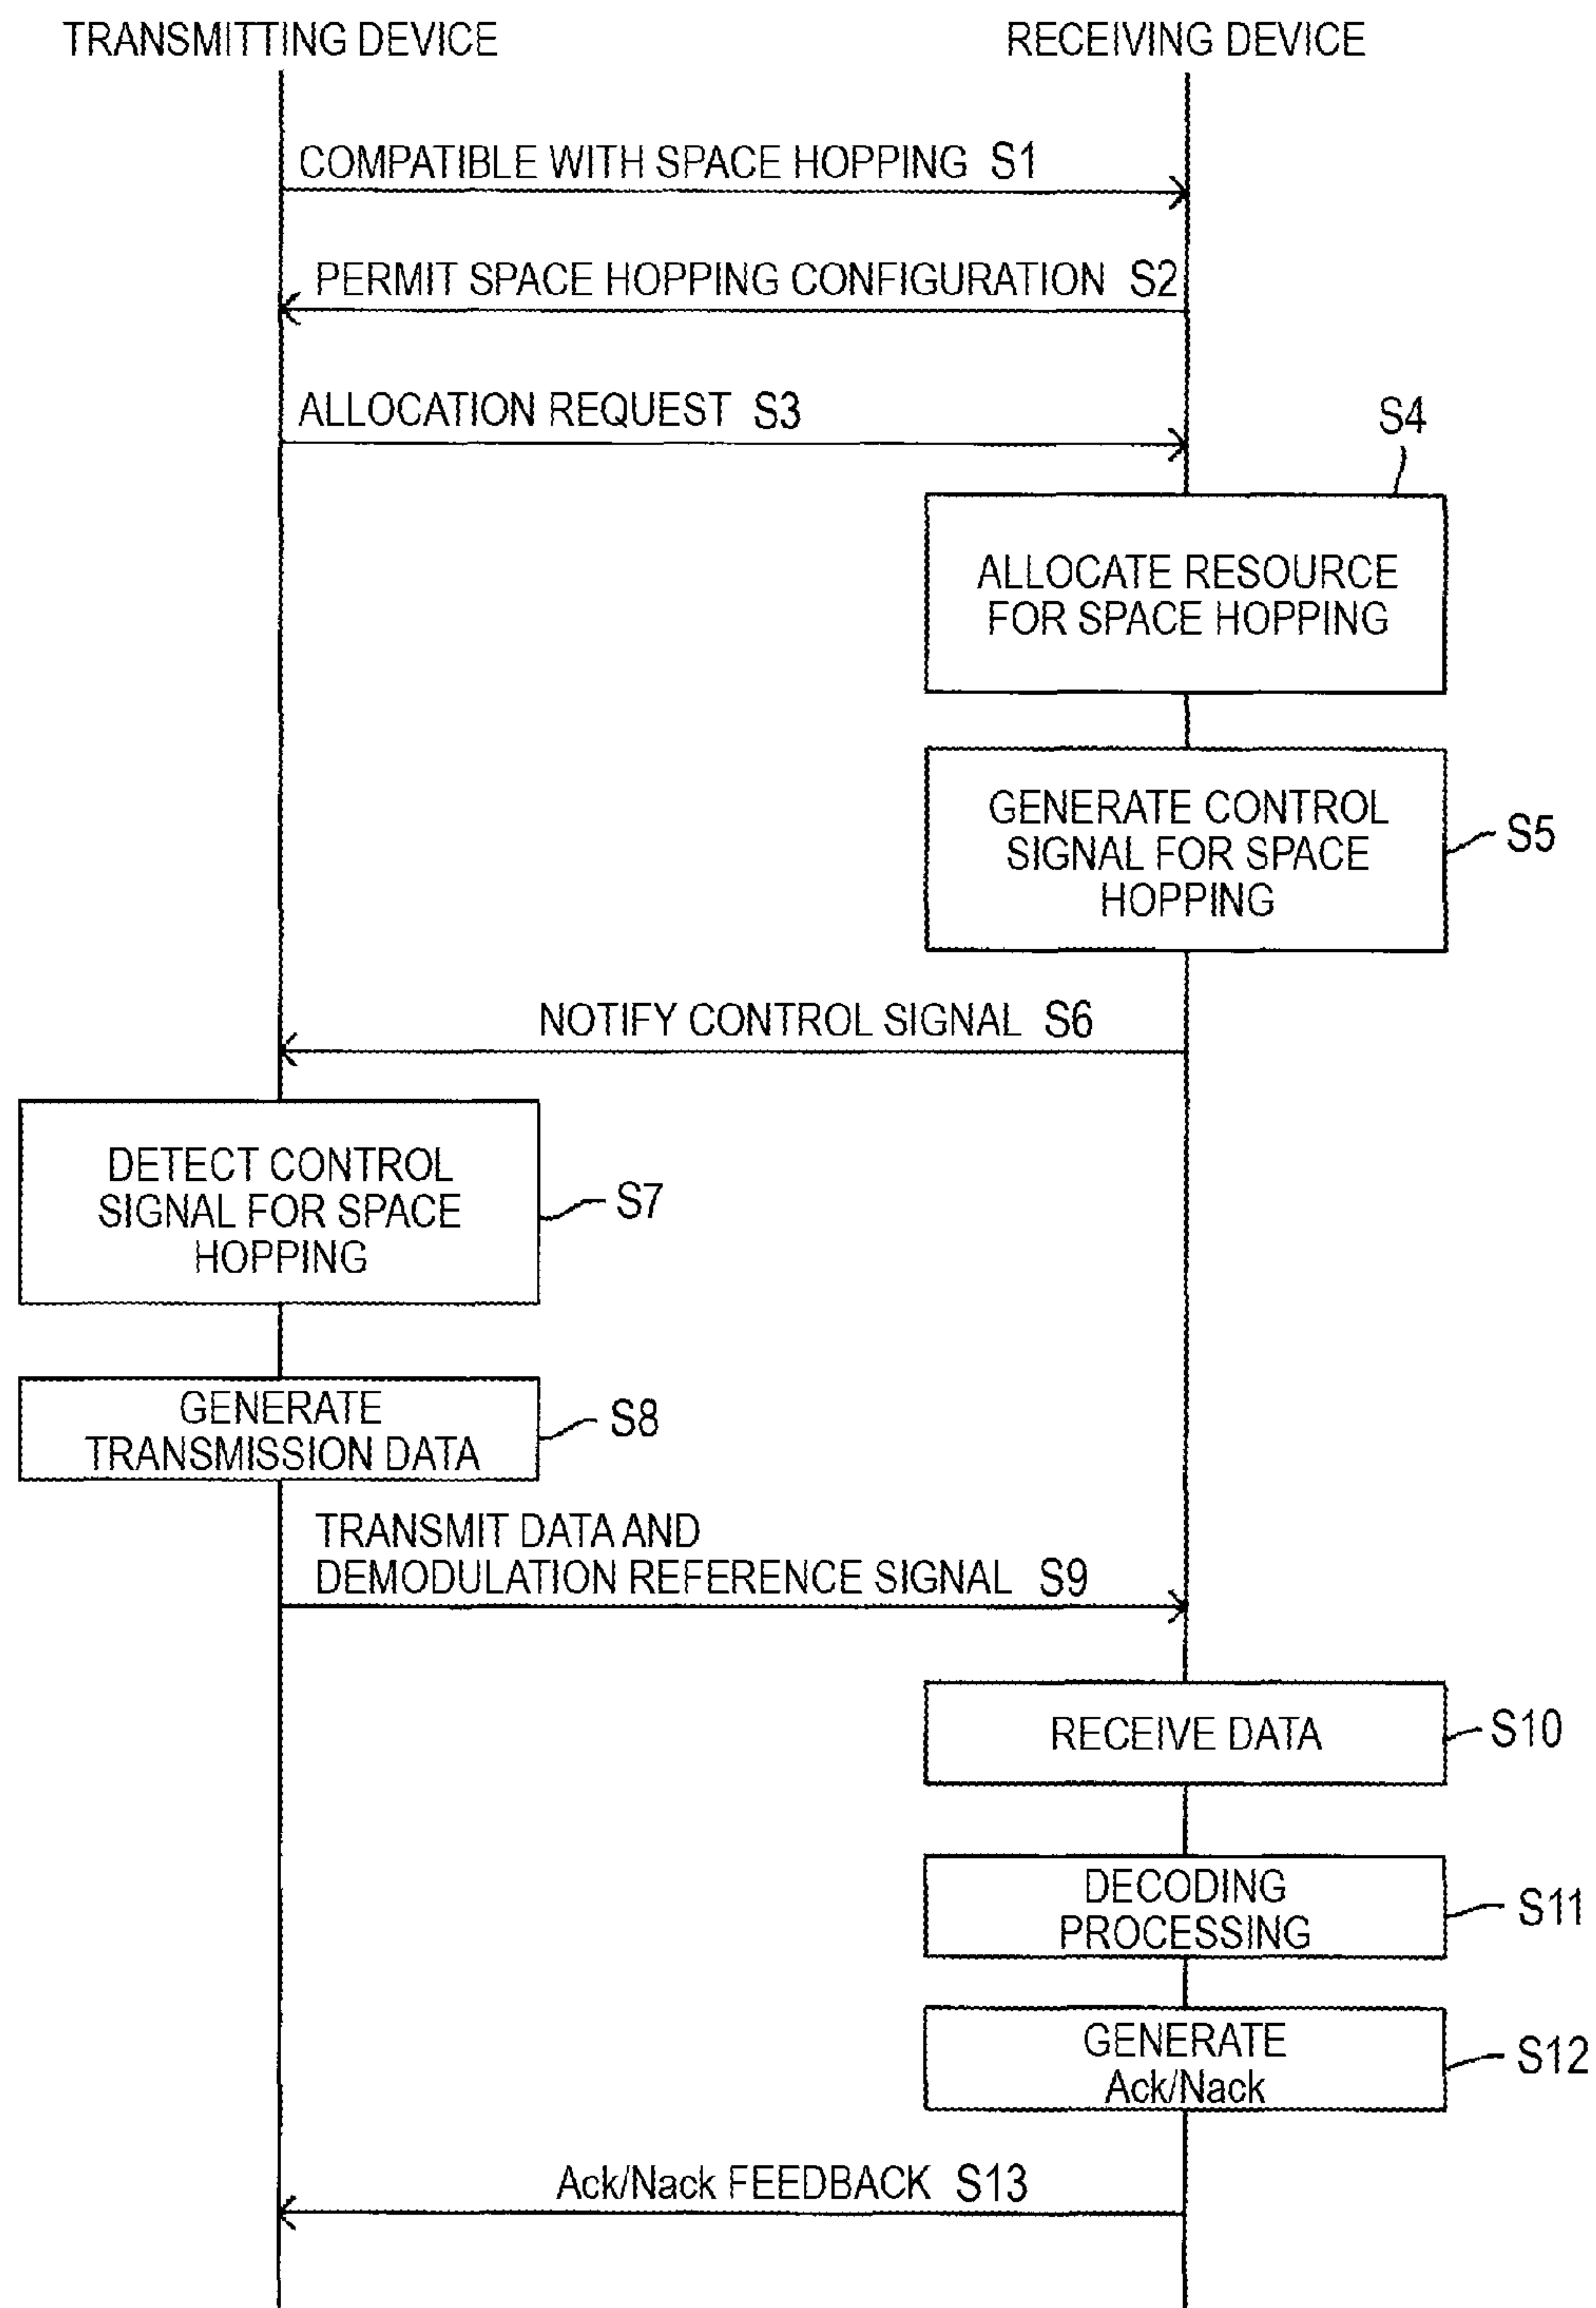 TRANSMITTING DEVICE
RECEIVING DEVICE
COMPATIBLE WITH SPACE HOPPING S1
PERMIT SPACE HOPPING CONFIGURATION S2
ALLOCATION REQUEST S3
S4
ALLOCATE RESOURCE
FOR SPACE HOPPING
GENERATE CONTROL
SIGNAL FOR SPACE
HOPPING
S5
NOTIFY CONTROL SIGNAL S6
DETECT CONTROL
SIGNAL FOR SPACE
HOPPING
S7
GENERATE
TRANSMISSION DATA
S8
TRANSMIT DATA AND
DEMODULATION REFERENCE SIGNAL S9
RECEIVE DATA
S10
DECODING
PROCESSING
S11
GENERATE
Ack/Nack
S12
Ack/Nack FEEDBACK S13